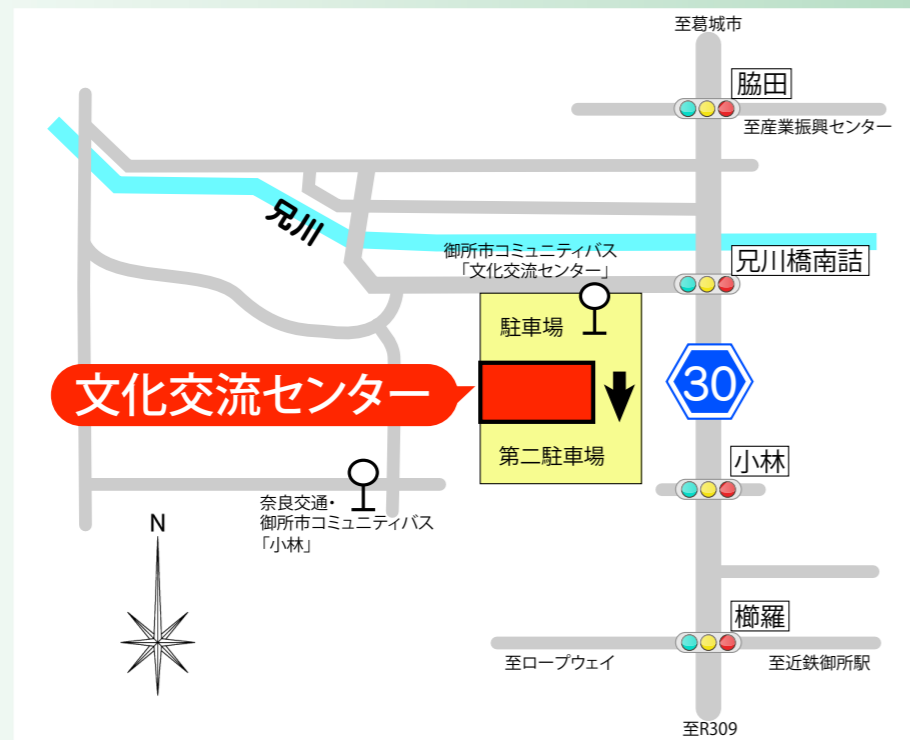 至葛城市
脇田
至産業振興センター
兄川
御所市コミュニティバス
「文化交流センター」
兄川橋南詰
駐車場
30
文化交流センター
第二駐車場
小林
奈良交通・
御所市コミュニティバス
「小林」
N
櫛羅
至ロープウェイ
至近鉄御所駅
至R309